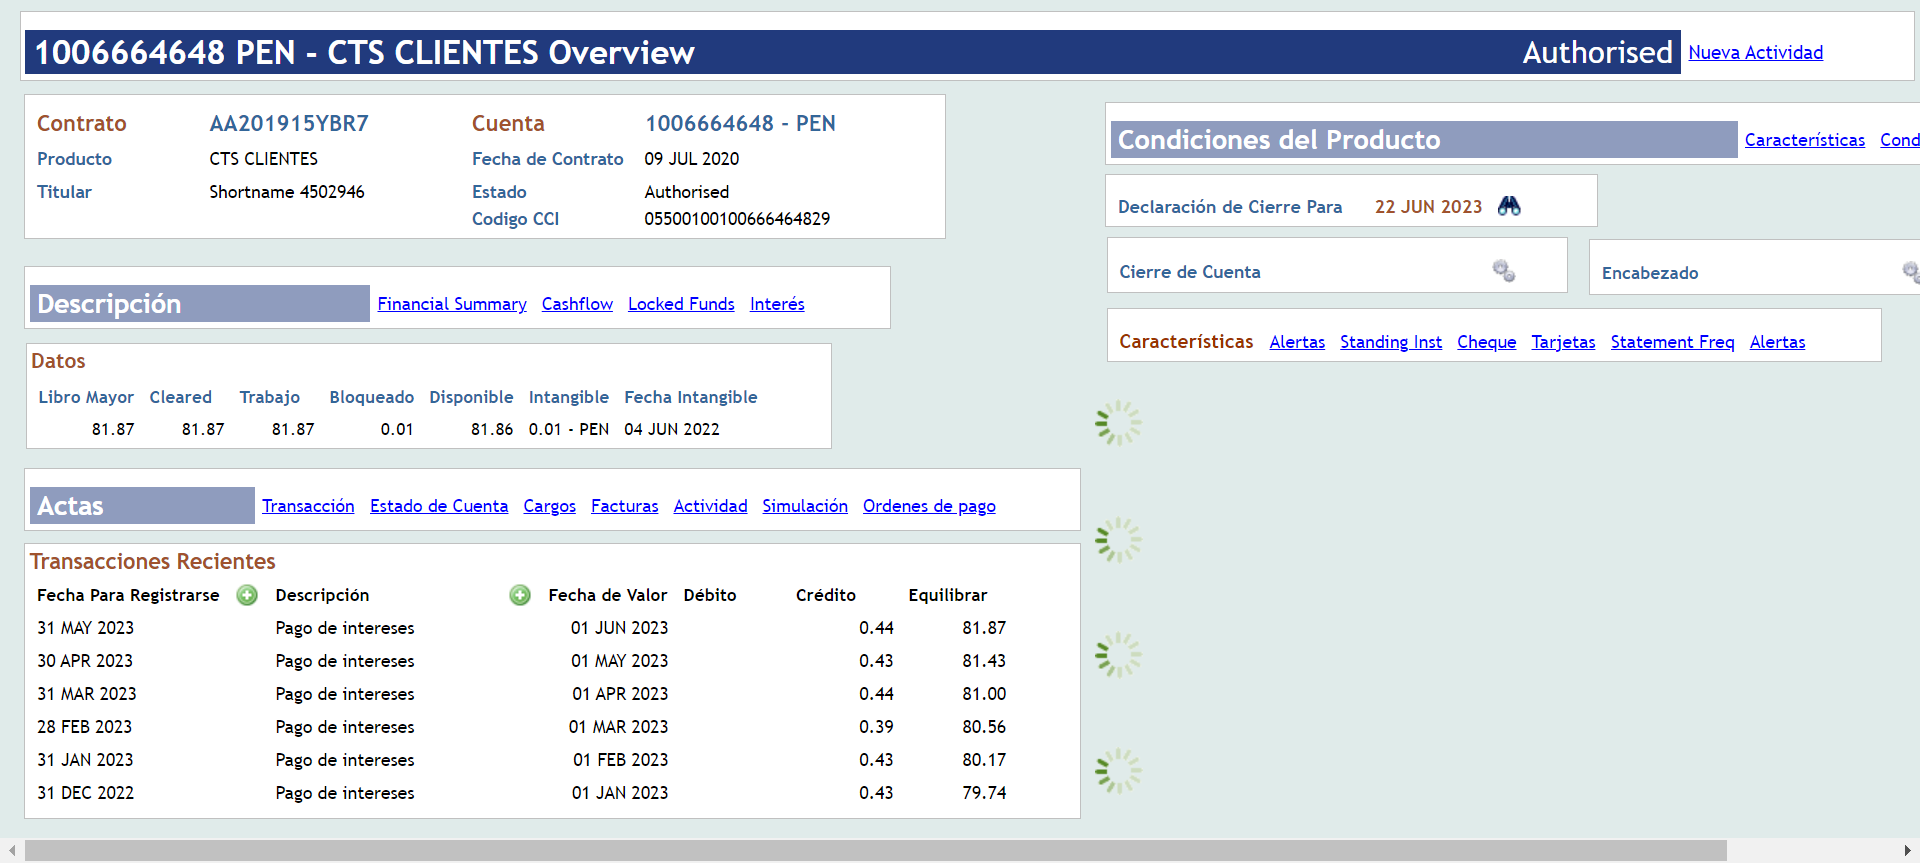 1006664648 PEN - CTS CLIENTES Overview Authorised Nueva Actividad
Contrato AA201915YBR7 Cuenta 1006664648 - PEN
Producto CTS CLIENTES Fecha de Contrato 09 JUL 2020
Titular Shortname 4502946 Estado Authorised
Codigo CCI 05500100100666464829
Descripción Financial Summary Cashflow Locked Funds Interés
Datos
Libro Mayor Cleared Trabajo Bloqueado Disponible Intangible Fecha Intangible
81.87 81.87 81.87 0.01 81.86 0.01 - PEN 04 JUN 2022
Actas Transacción Estado de Cuenta Cargos Facturas Actividad Simulación Ordenes de pago
Transacciones Recientes
Fecha Para Registrarse Descripción Fecha de Valor Débito Crédito Equilibrar
31 MAY 2023 Pago de intereses 01 JUN 2023 0.44 81.87
30 APR 2023 Pago de intereses 01 MAY 2023 0.43 81.43
31 MAR 2023 Pago de intereses 01 APR 2023 0.44 81.00
28 FEB 2023 Pago de intereses 01 MAR 2023 0.39 80.56
31 JAN 2023 Pago de intereses 01 FEB 2023 0.43 80.17
31 DEC 2022 Pago de intereses 01 JAN 2023 0.43 79.74
Condiciones del Producto Características Cond
Declaración de Cierre Para 22 JUN 2023
Cierre de Cuenta Encabezado
Características Alertas Standing Inst Cheque Tarjetas Statement Freq Alertas